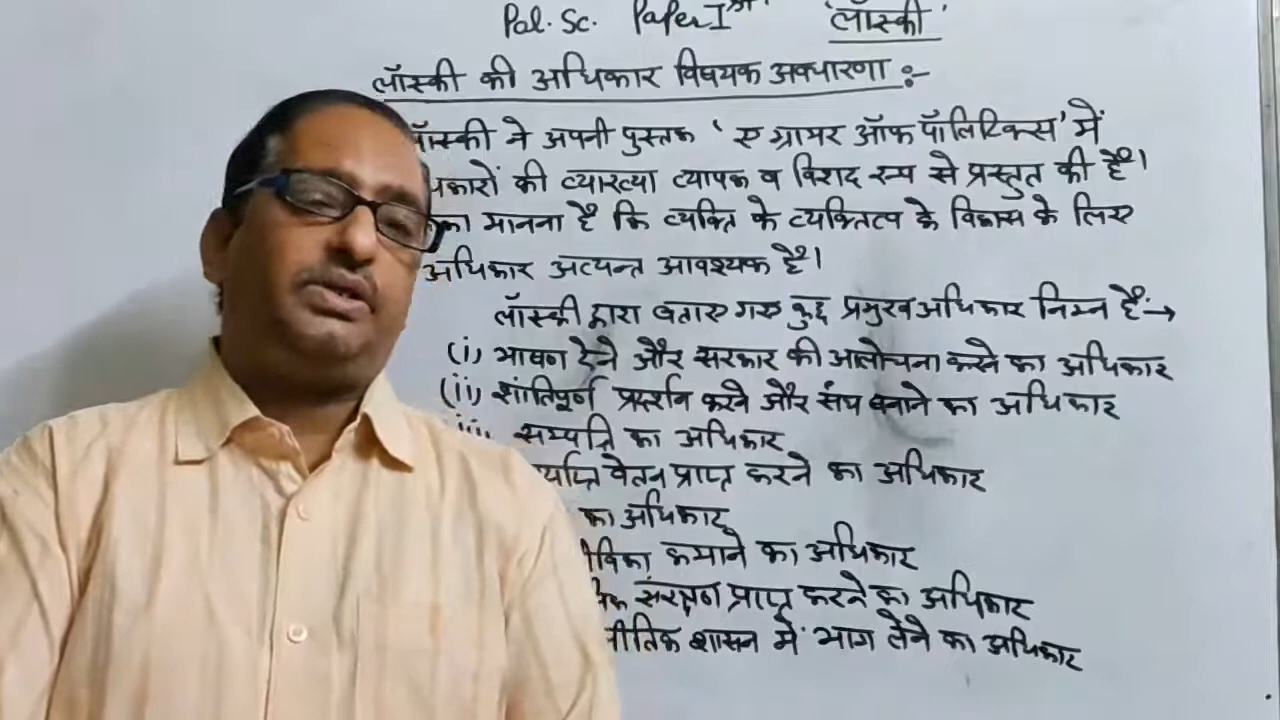 Pol. Sc. Paper I 'लॉस्की'
लॉस्की की अधिकार विषयक अवधारणा :-
लॉस्की ने अपनी पुस्तक 'ए ग्रामर ऑफ पॉलिटिक्स' में
की व्याख्या व्यापक व विशद रूप से प्रस्तुत की है।
मानना है कि व्यक्ति के व्यक्तित्व के विकास के लिए
अधिकार अत्यन्त आवश्यक है।
लॉस्की द्वारा बताए गए कुछ प्रमुख अधिकार निम्न हैं:→
(i) भाषण देने और सरकार की आलोचना करने का अधिकार
(ii) शांतिपूर्ण प्रदर्शन करने और संघ बनाने का अधिकार
सम्पत्ति का अधिकार
वेतन प्राप्त करने का अधिकार
का अधिकार
कमाने का अधिकार
संरक्षण प्राप्त करने का अधिकार
शासन में भाग लेने का अधिकार